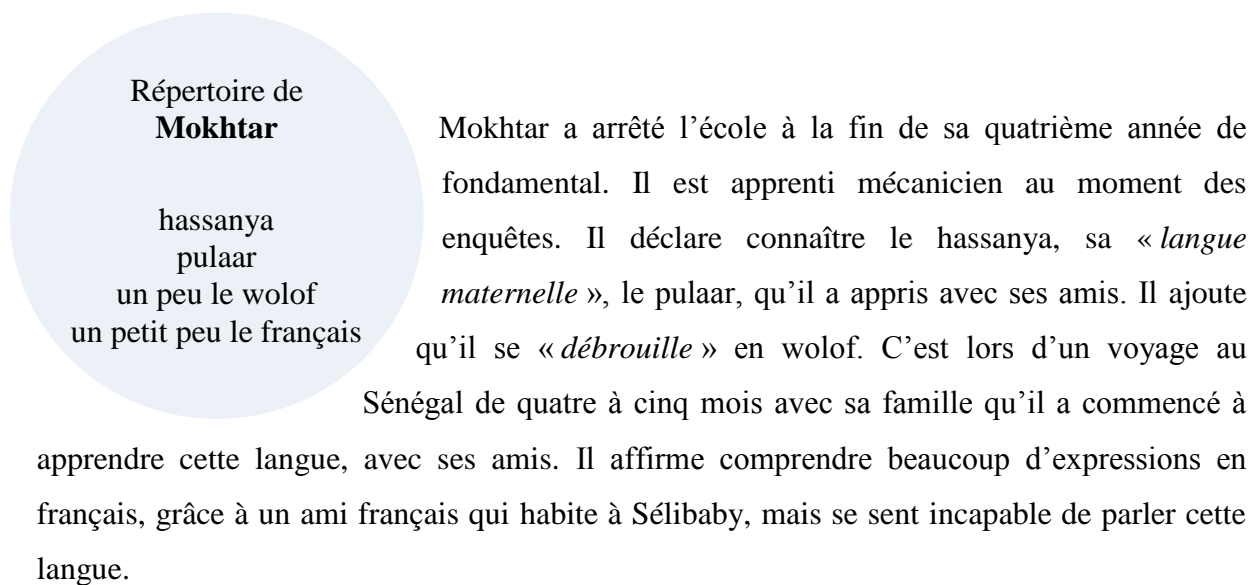 Répertoire de
Mokhtar
hassanya
pulaar
un peu le wolof
un petit peu le français
Mokhtar a arrêté l’école à la fin de sa quatrième année de
fondamental. Il est apprenti mécanicien au moment des
enquêtes. Il déclare connaître le hassanya, sa « langue
maternelle », le pulaar, qu’il a appris avec ses amis. Il ajoute
qu’il se « débrouille » en wolof. C’est lors d’un voyage au
Sénégal de quatre à cinq mois avec sa famille qu’il a commencé à
apprendre cette langue, avec ses amis. Il affirme comprendre beaucoup d’expressions en
français, grâce à un ami français qui habite à Sélibaby, mais se sent incapable de parler cette
langue.